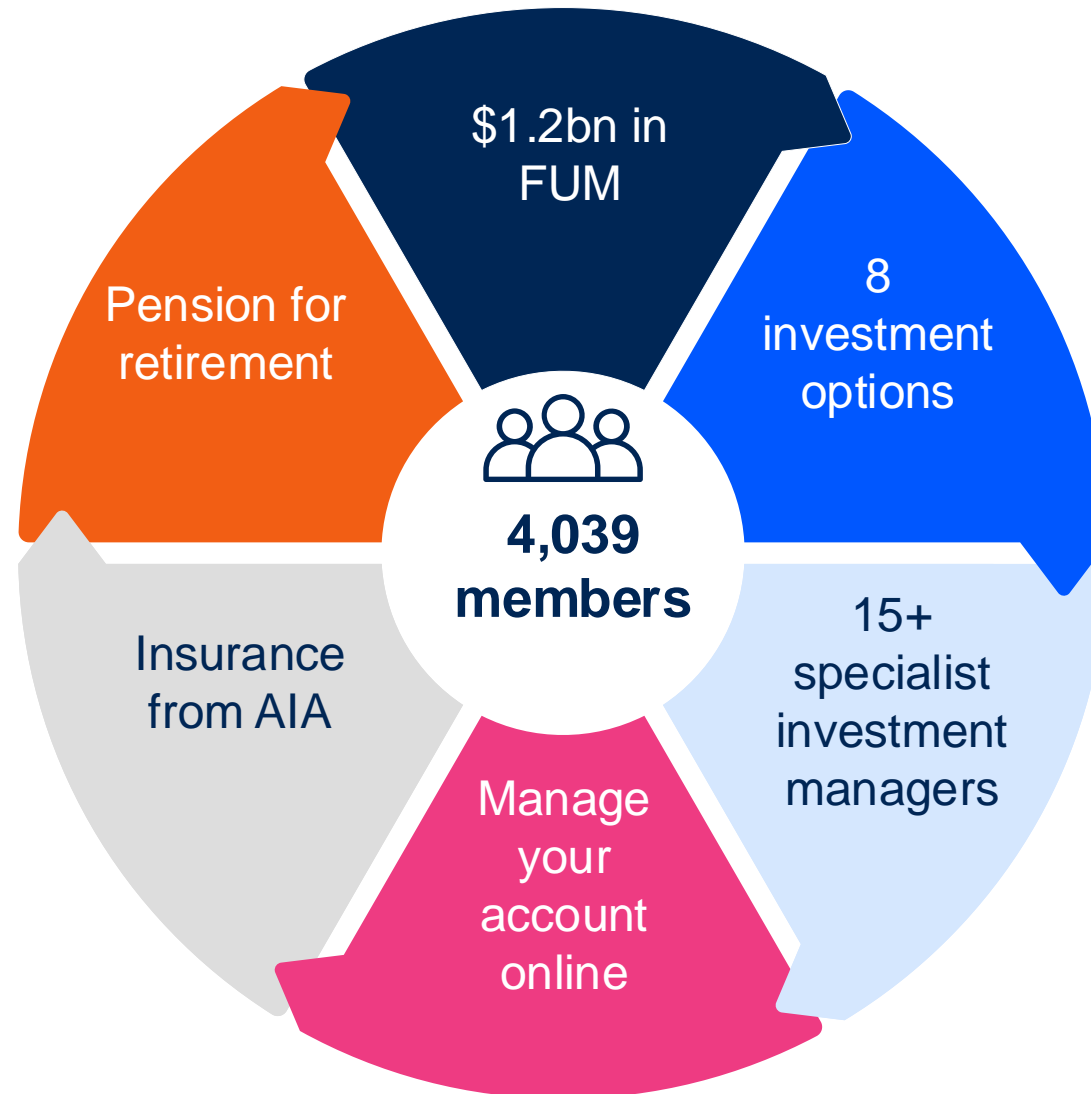 $1.2bn in
FUM
8
investment
options
15+
specialist
investment
managers
Manage
your
account
online
Insurance
from AIA
Pension for
retirement
4,039
members